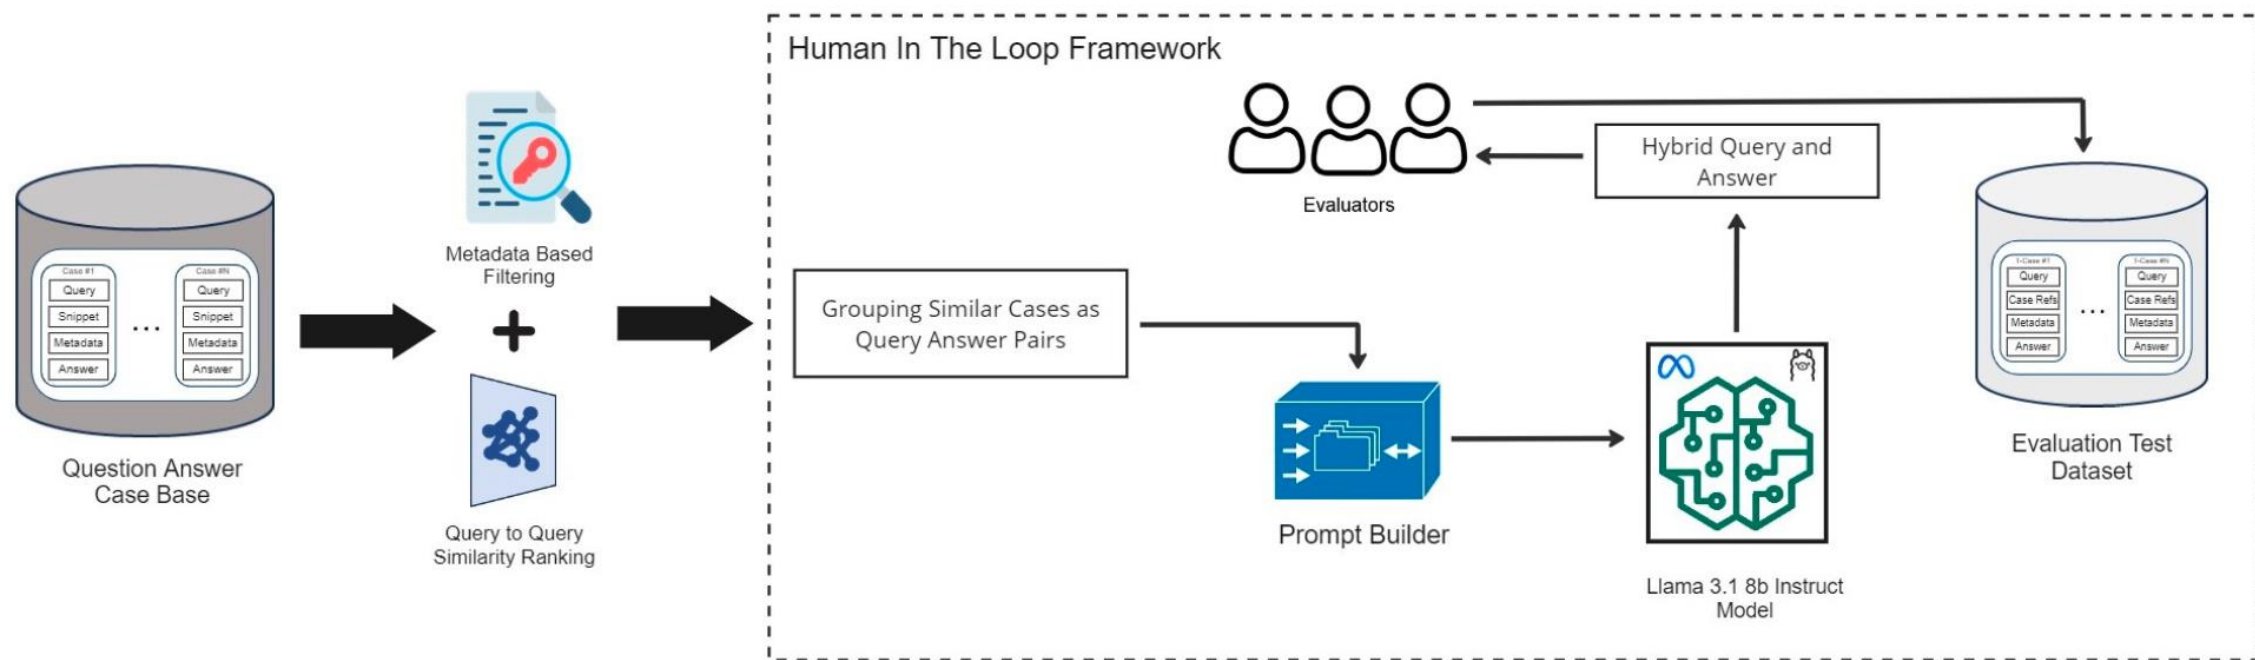 Human In The Loop Framework
Case #1
Query
Snippet
Metadata
Answer
...
Case #N
Query
Snippet
Metadata
Answer
Question Answer
Case Base
Metadata Based
Filtering
+
Query to Query
Similarity Ranking
Grouping Similar Cases as
Query Answer Pairs
Prompt Builder
Llama 3.1 8b Instruct
Model
Hybrid Query and
Answer
Evaluators
T-Case #1
Query
Case Refs
Metadata
Answer
...
T-Case #N
Query
Case Refs
Metadata
Answer
Evaluation Test
Dataset